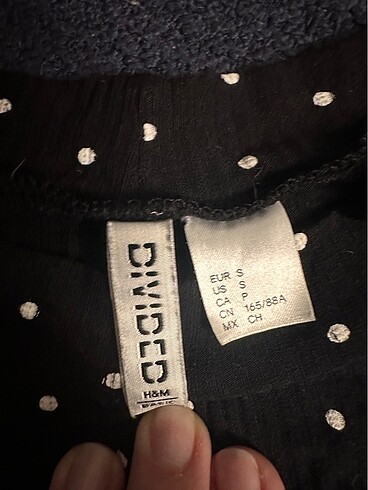 DIVIDED
H&M
EUR S
US S
CA P
CN 165/88A
MX CH